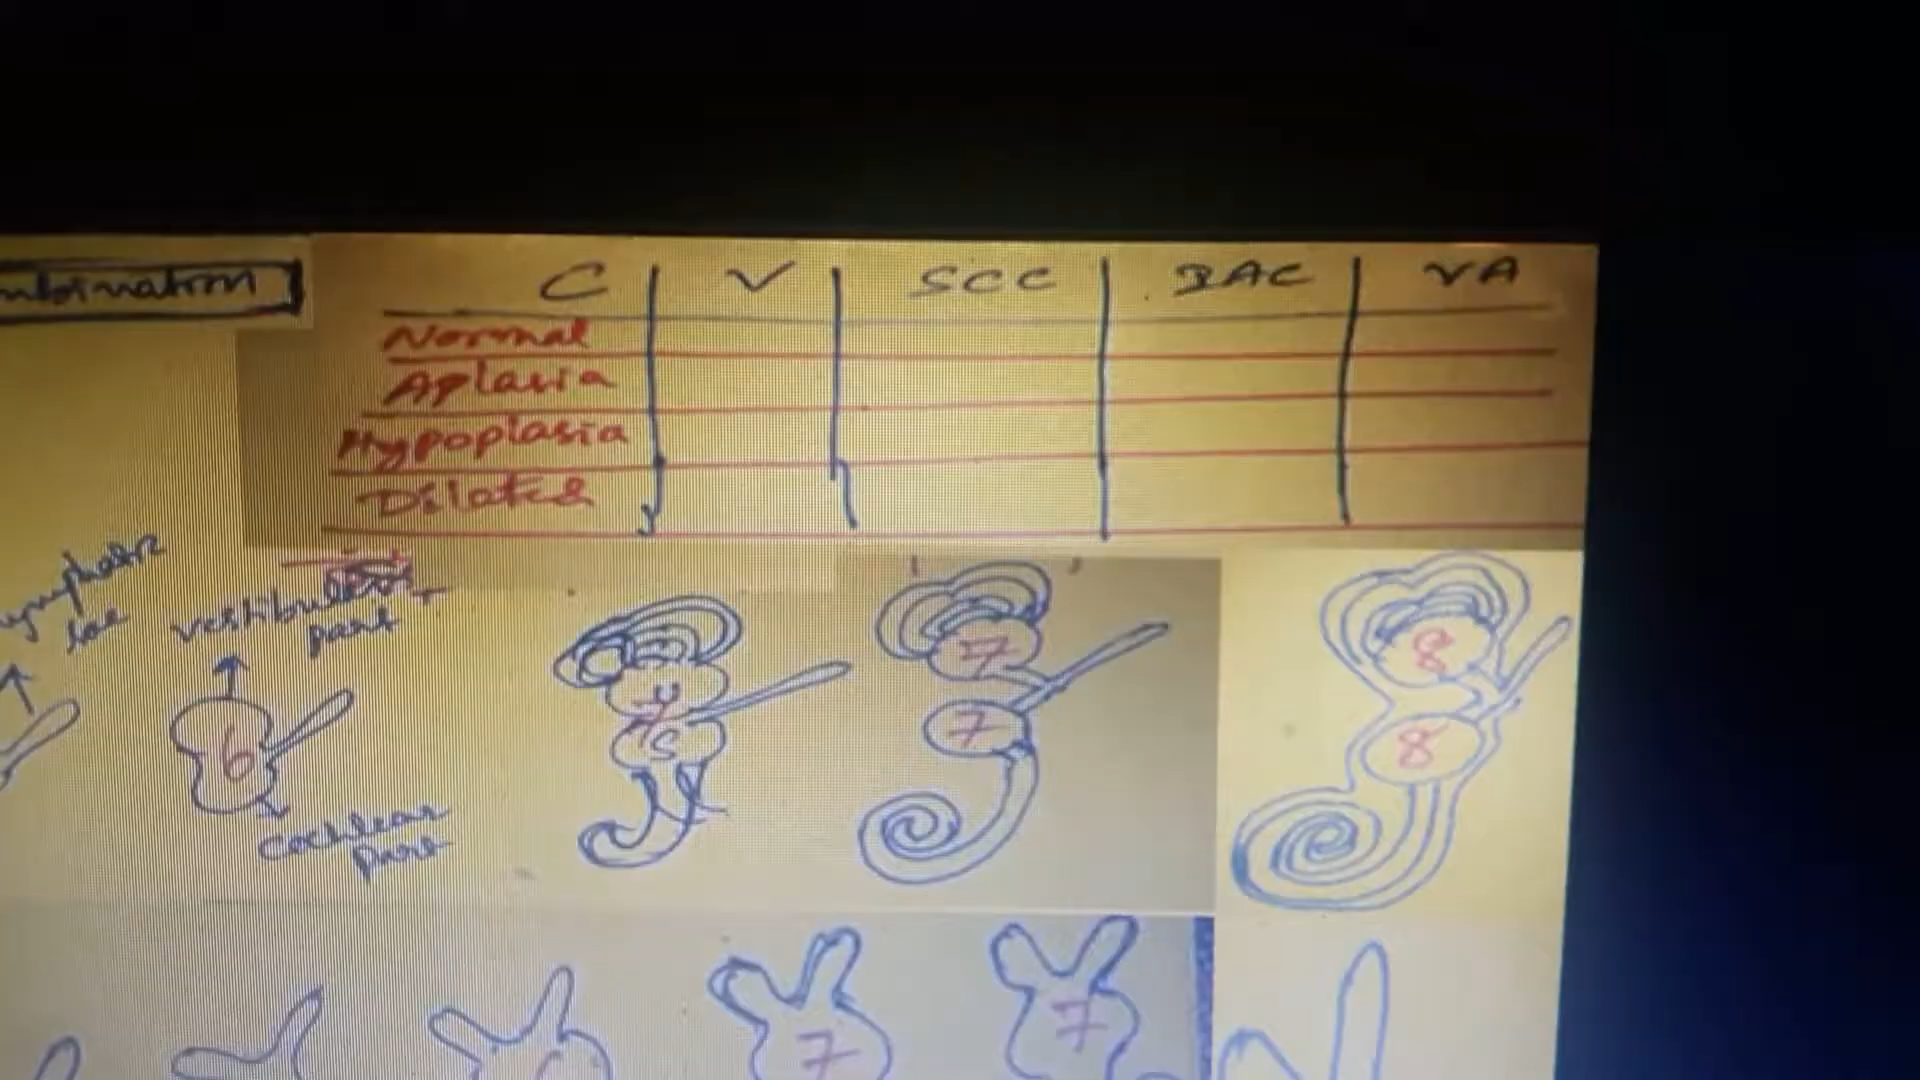 C V SCC IAC VA
Normal
Aplasia
Hypoplasia
Dilated
sac
vestibular
part
6
cochlear
part
7
S
7
7
8
8
7
7